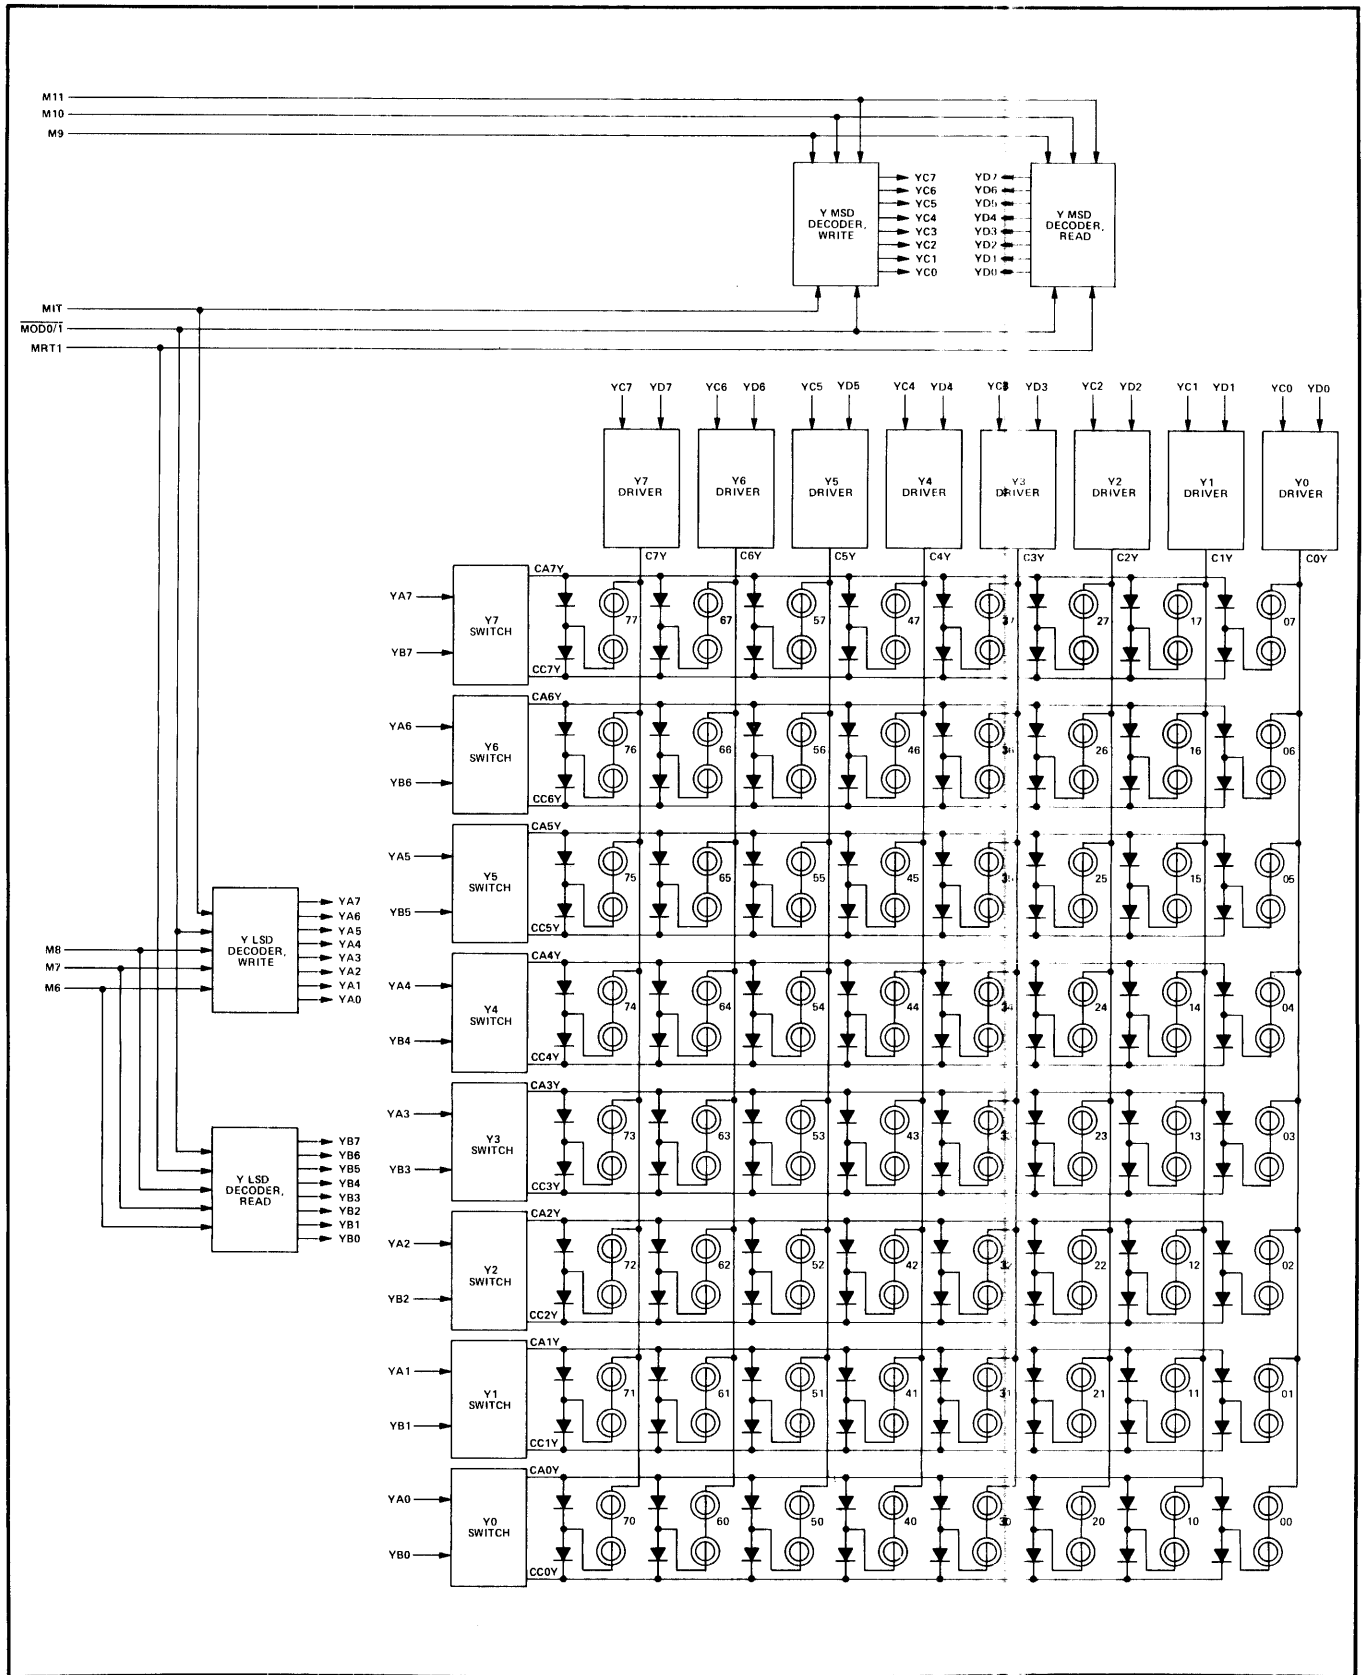 M11
M10
M9
Y MSD
DECODER,
WRITE
YC7
YC6
YC5
YC4
YC3
YC2
YC1
YC0
YD7
YD6
YD5
YD4
YD3
YD2
YD1
YD0
Y MSD
DECODER,
READ
MIT
MOD0/1
MRT1
YC7 YD7 YC6 YD6 YC5 YD5 YC4 YD4 YC3 YD3 YC2 YD2 YC1 YD1 YC0 YD0
Y7
DRIVER
Y6
DRIVER
Y5
DRIVER
Y4
DRIVER
Y3
DRIVER
Y2
DRIVER
Y1
DRIVER
Y0
DRIVER
C7Y C6Y C5Y C4Y C3Y C2Y C1Y C0Y
YA7
YB7
Y7
SWITCH
CA7Y
77 67 57 47 37 27 17 07
CC7Y
YA6
YB6
Y6
SWITCH
CA6Y
76 66 56 46 36 26 16 06
CC6Y
YA5
YB5
Y5
SWITCH
CA5Y
75 65 55 45 35 25 15 05
CC5Y
YA4
YB4
Y4
SWITCH
CA4Y
74 64 54 44 34 24 14 04
CC4Y
YA3
YB3
Y3
SWITCH
CA3Y
73 63 53 43 33 23 13 03
CC3Y
YA2
YB2
Y2
SWITCH
CA2Y
72 62 52 42 32 22 12 02
CC2Y
YA1
YB1
Y1
SWITCH
CA1Y
71 61 51 41 31 21 11 01
CC1Y
YA0
YB0
Y0
SWITCH
CA0Y
70 60 50 40 30 20 10 00
CC0Y
M8
M7
M6
Y LSD
DECODER,
WRITE
YA7
YA6
YA5
YA4
YA3
YA2
YA1
YA0
Y LSD
DECODER,
READ
YB7
YB6
YB5
YB4
YB3
YB2
YB1
YB0